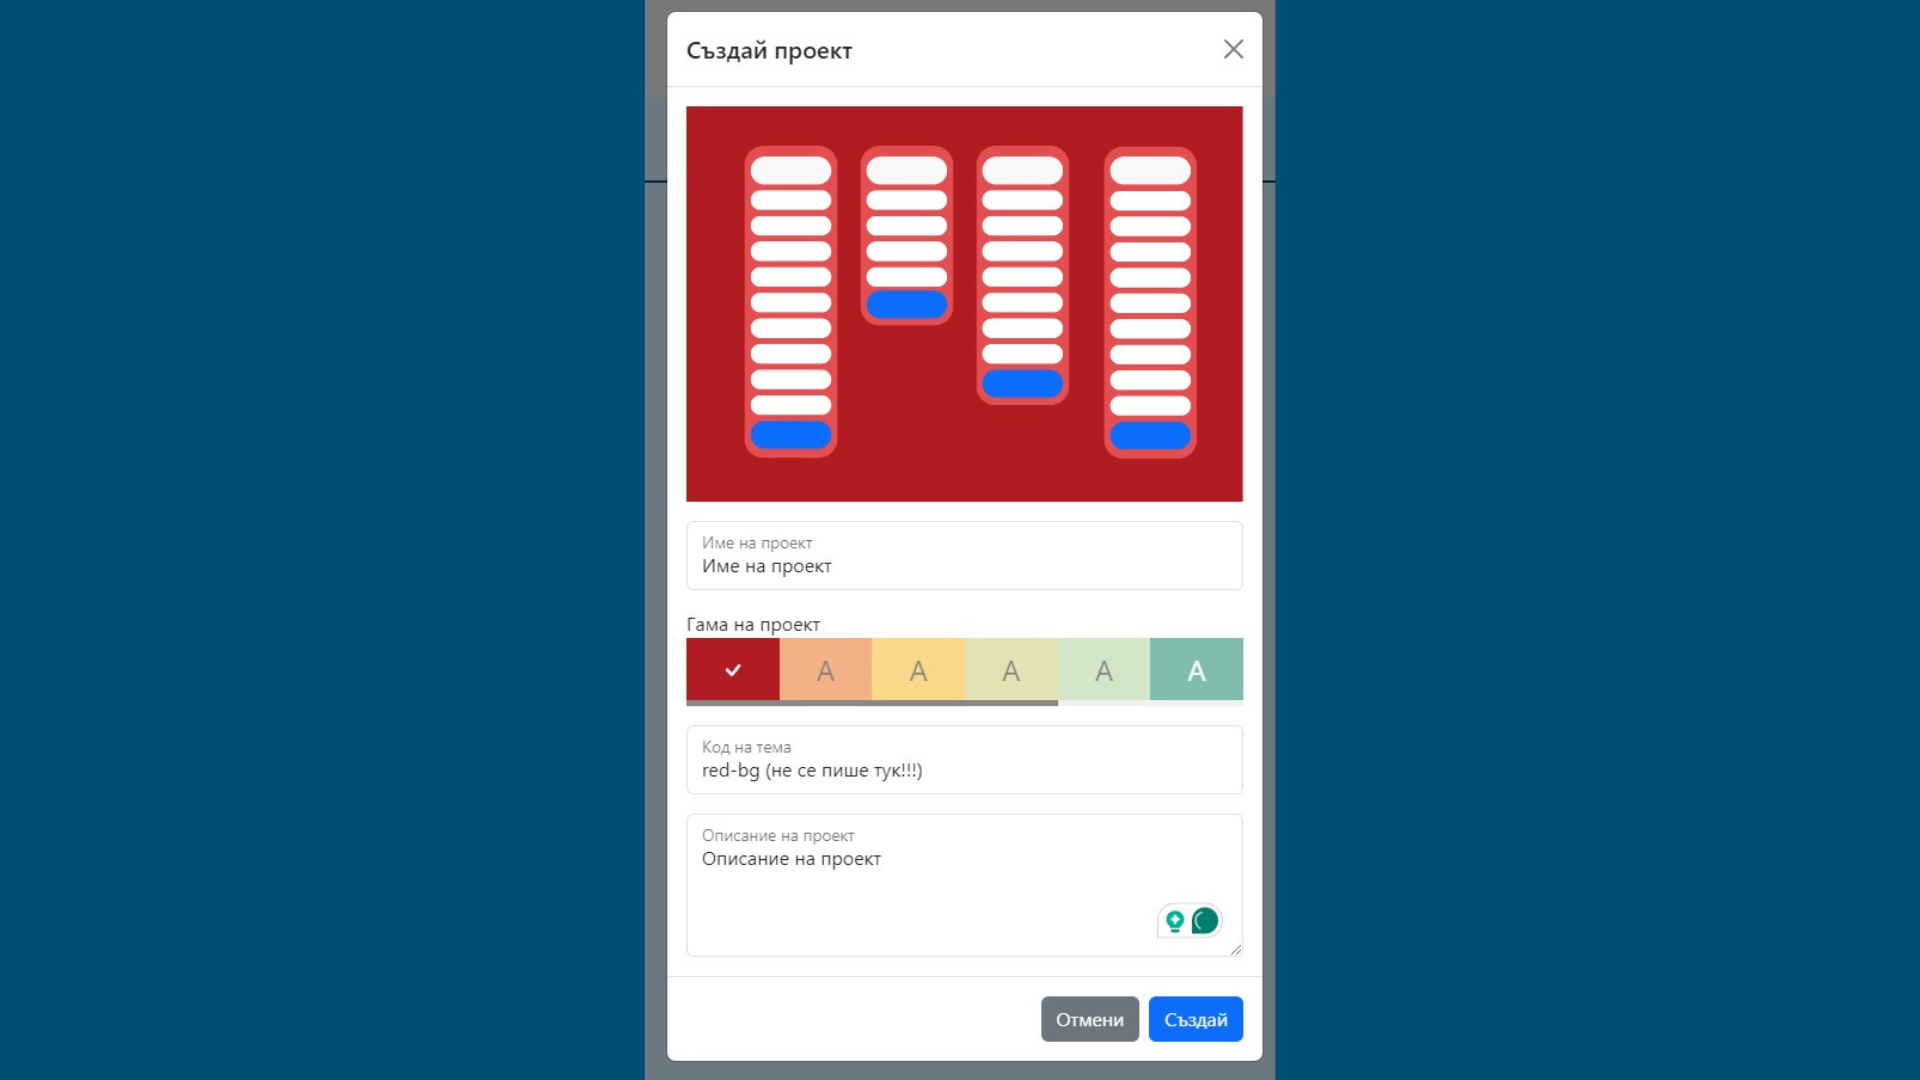 Създай проект
Име на проект
Име на проект
Гама на проект
A A A A A
Код на тема
red-bg (не се пише тук!!!)
Описание на проект
Описание на проект
Отмени Създай